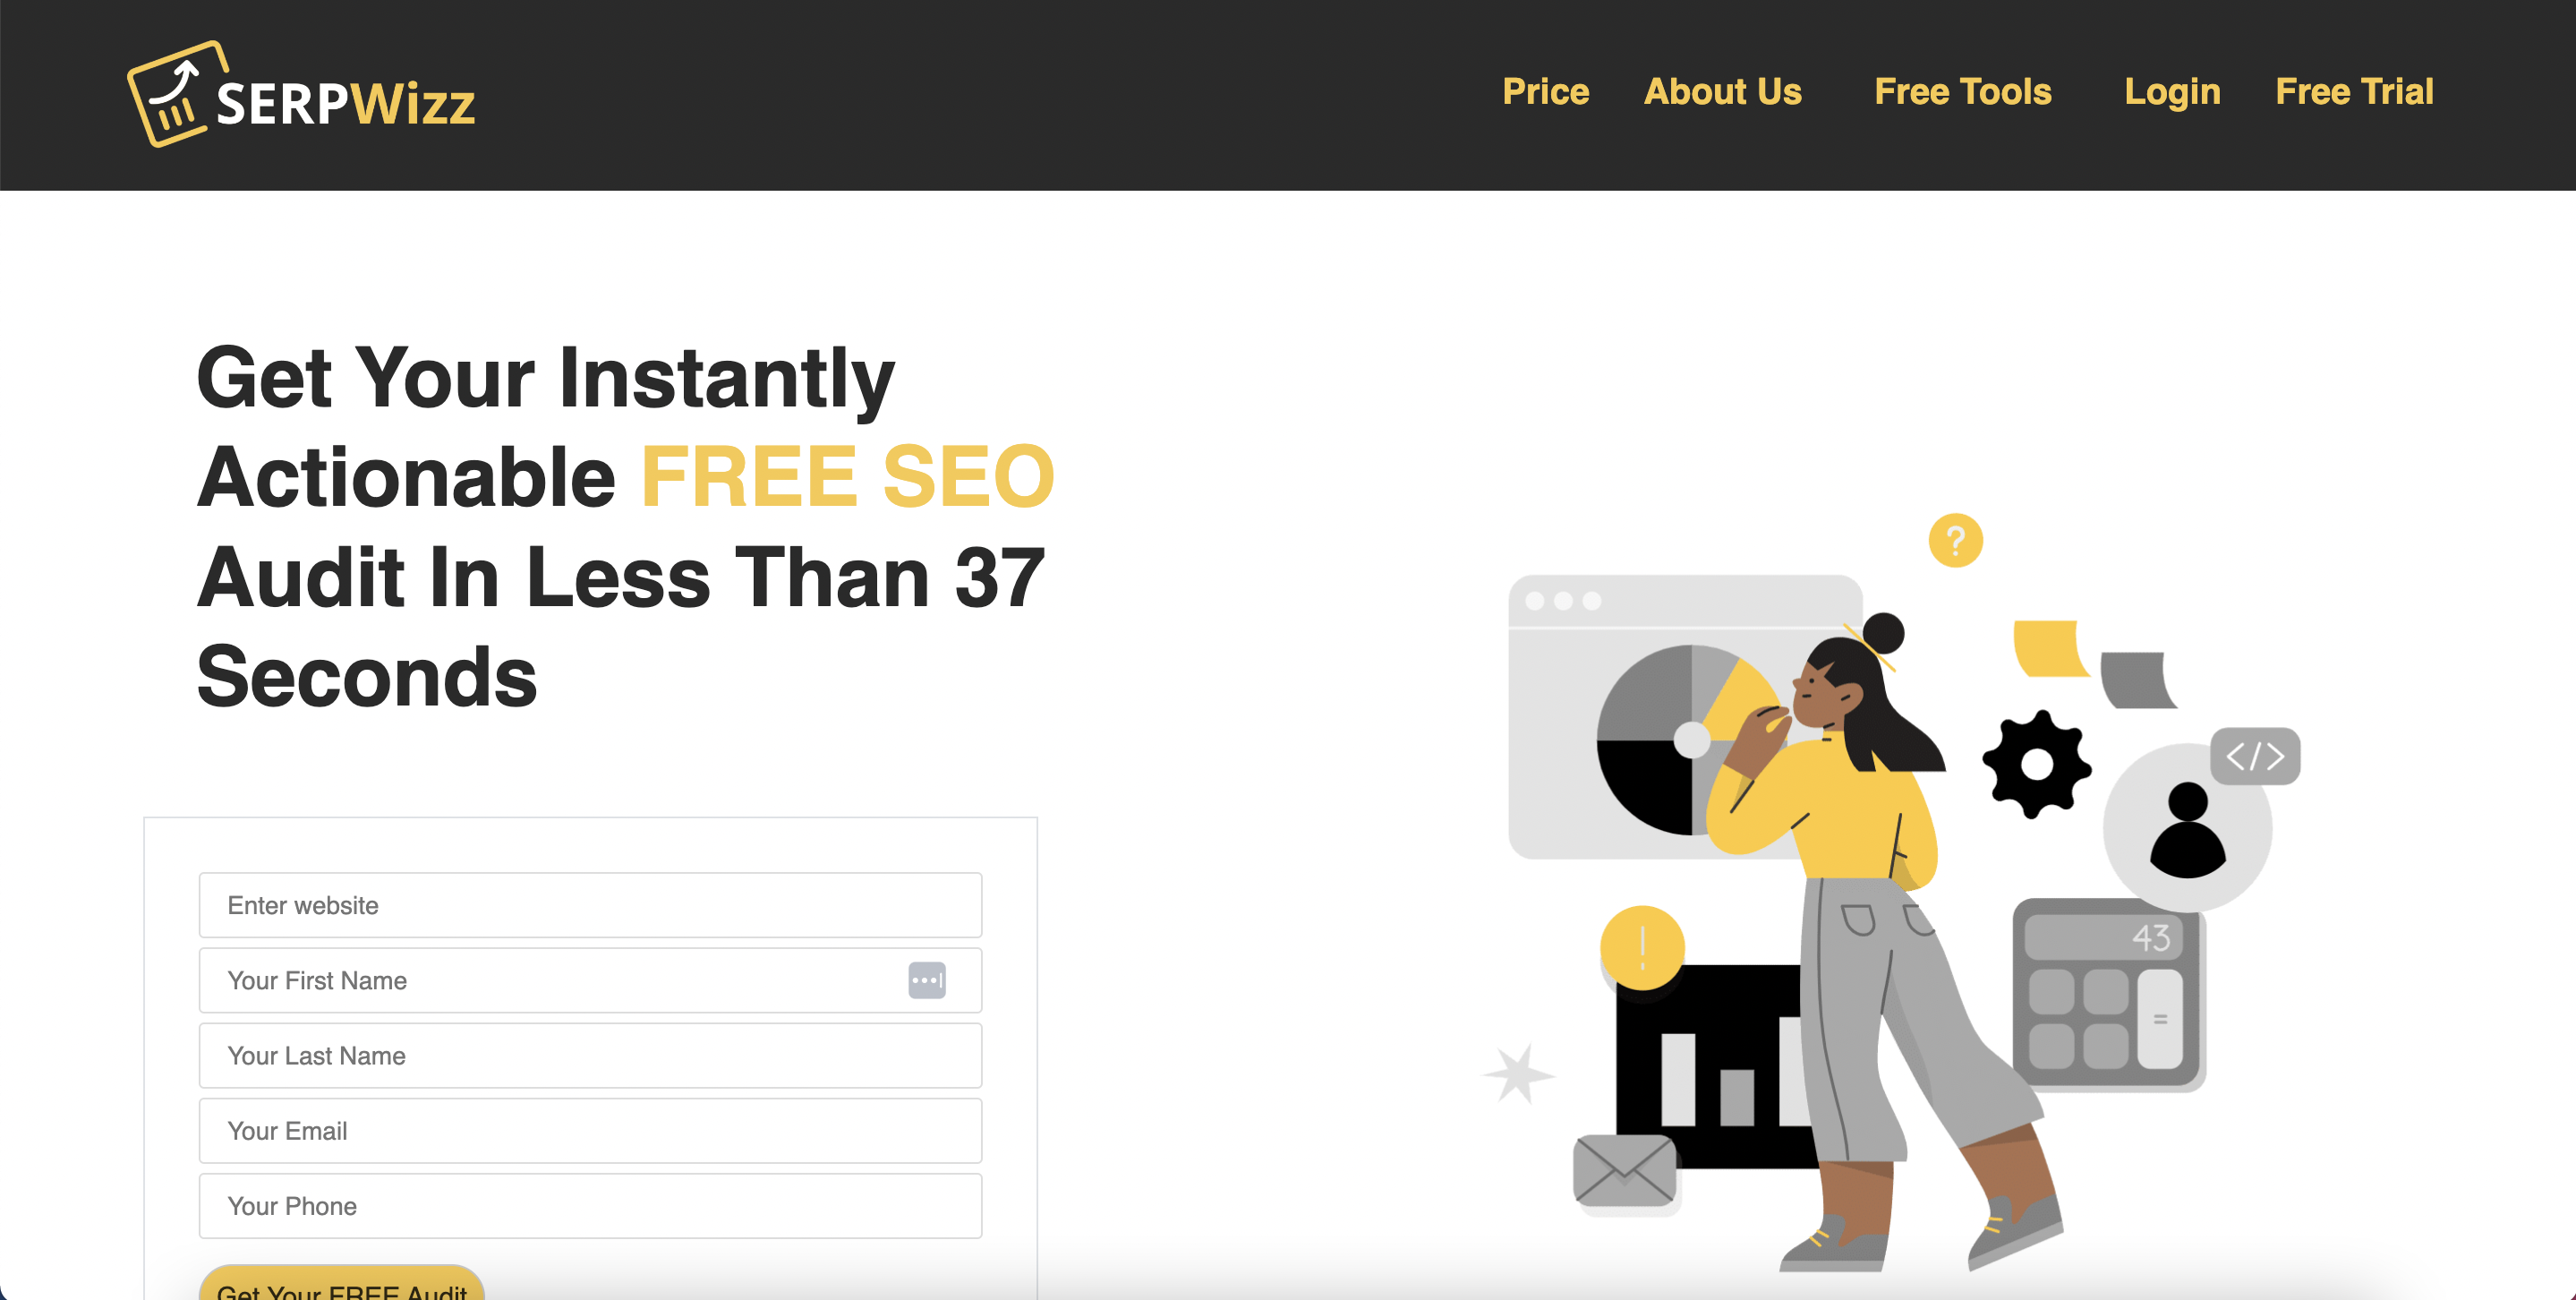 SERPWizz
Price About Us Free Tools Login Free Trial
Get Your Instantly
Actionable FREE SEO
Audit In Less Than 37
Seconds
?
</>
Enter website
43
Your First Name
!
=
Your Last Name
Your Email
Your Phone
Get Your FREE Audit